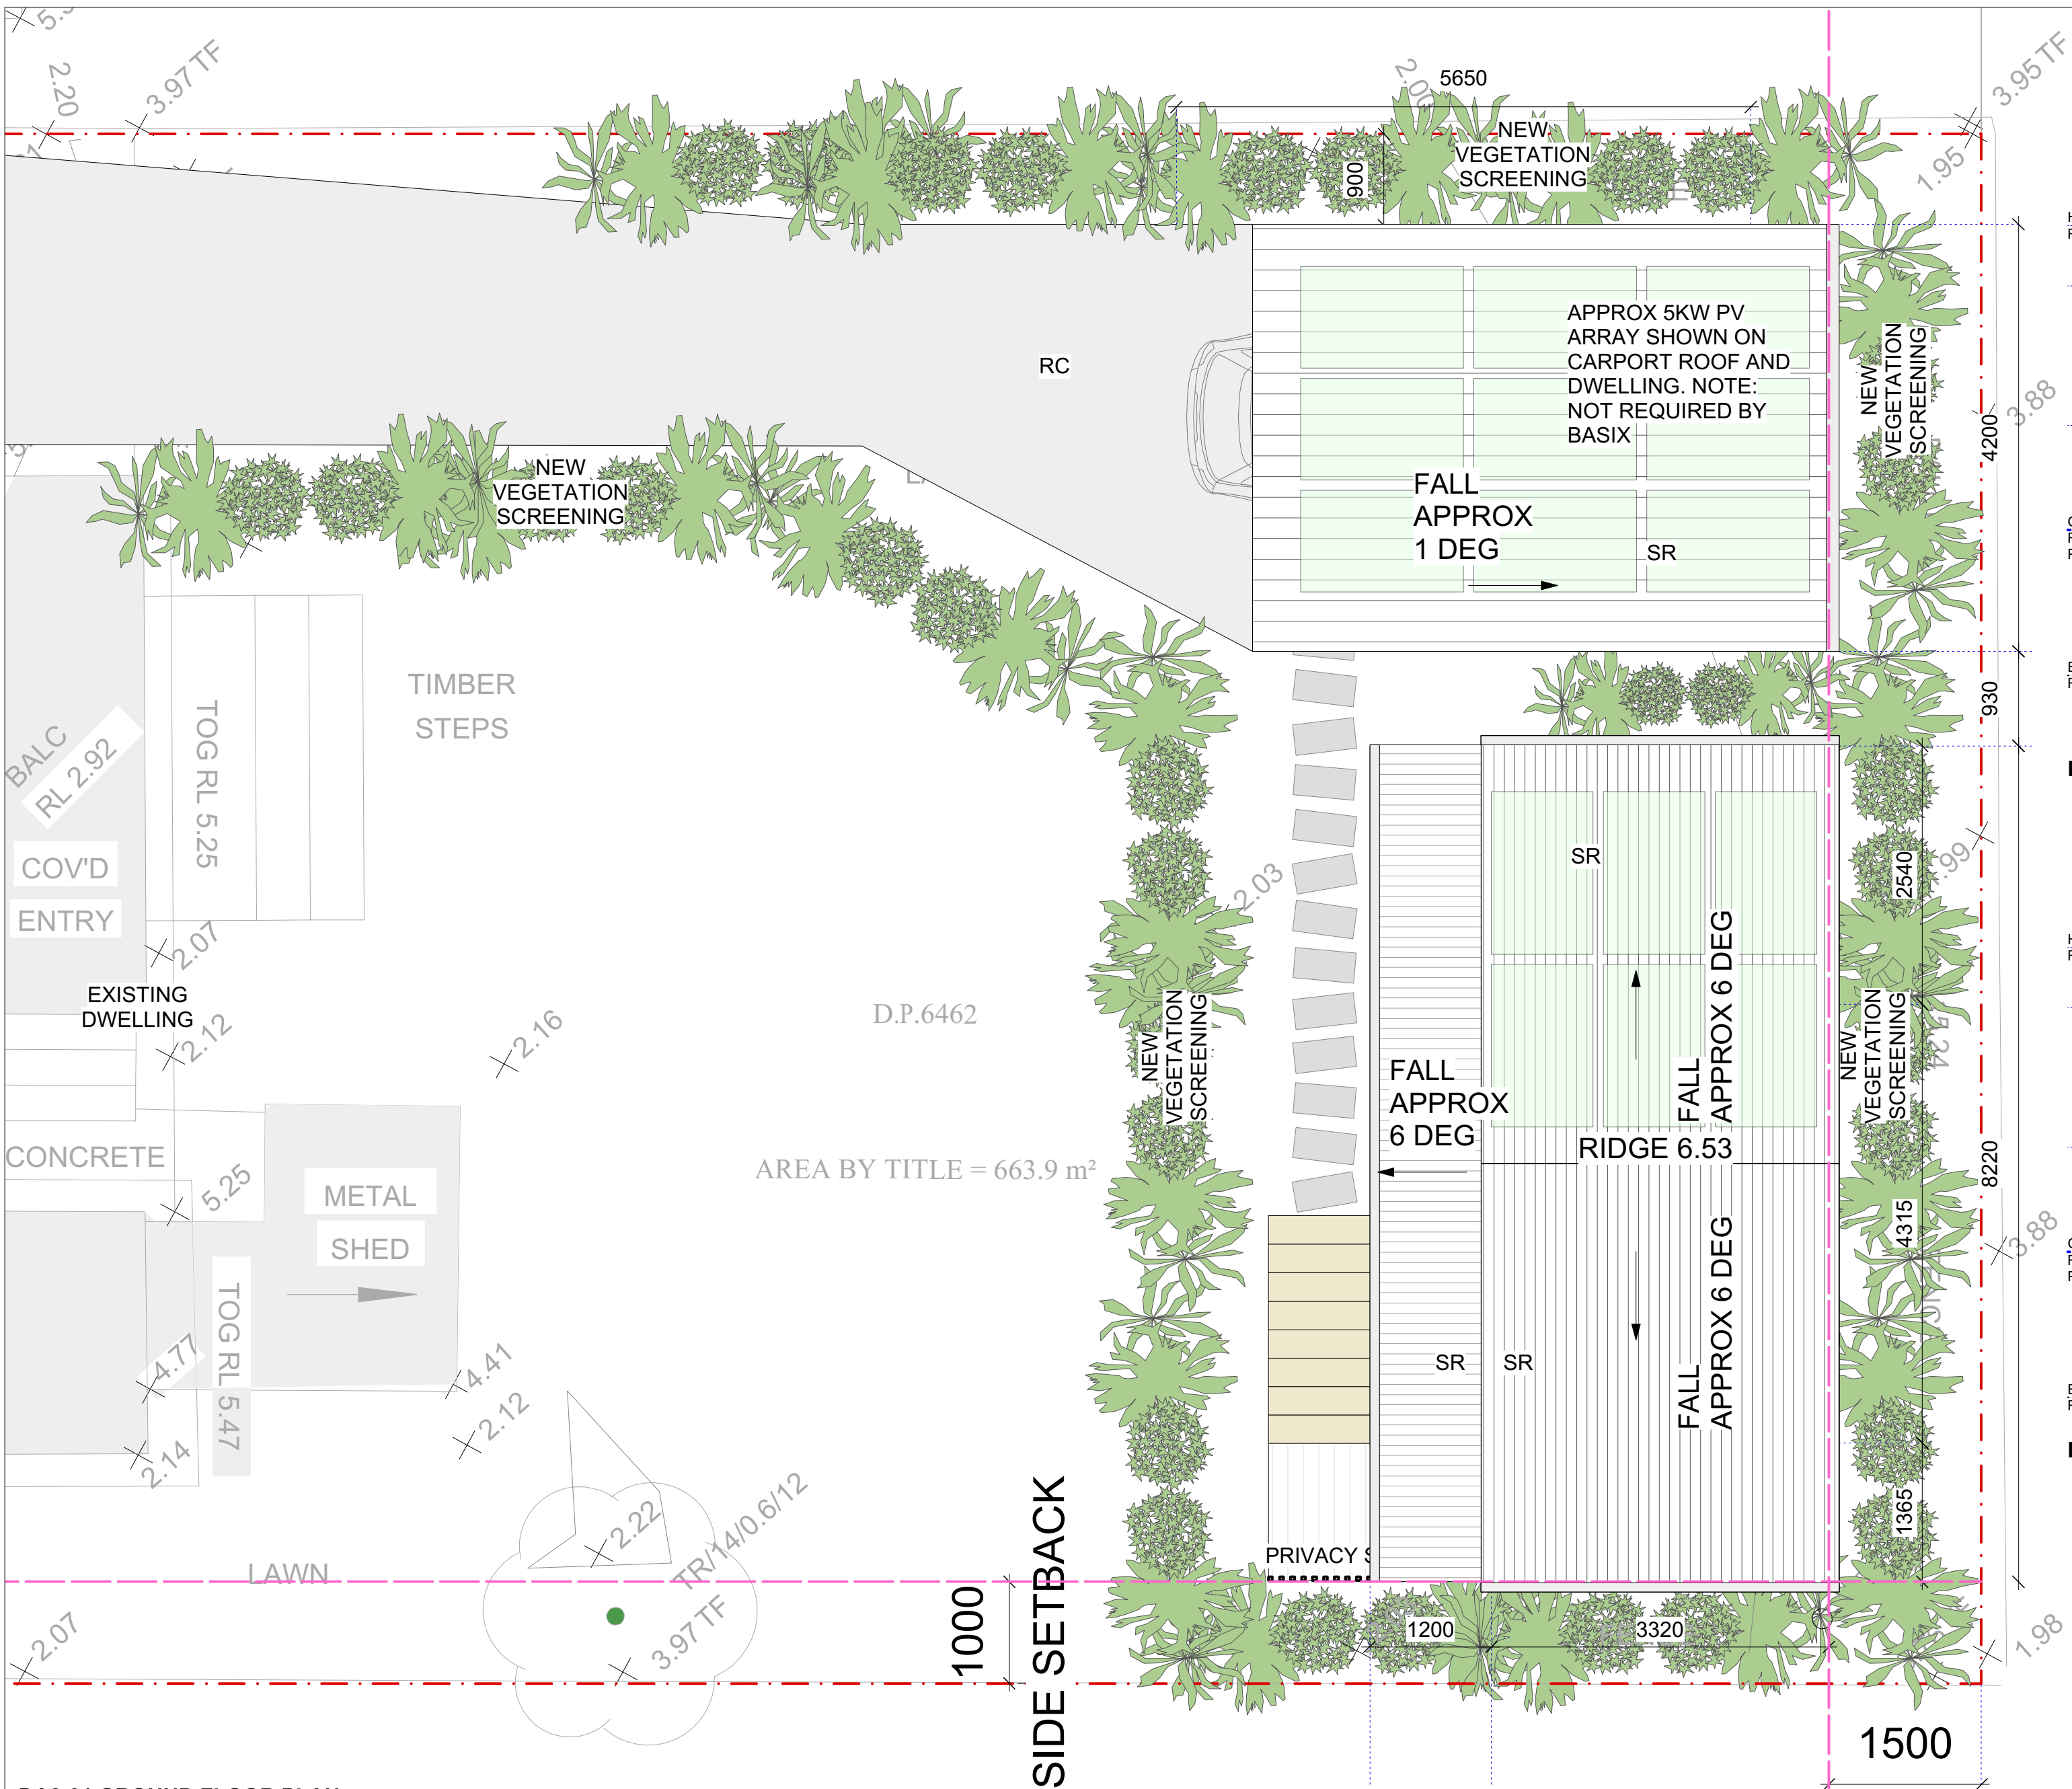 2.20
3.97 TF
2.00
5650
3.95 TF
NEW
VEGETATION
SCREENING
900
1.95
RC
APPROX 5KW PV
ARRAY SHOWN ON
CARPORT ROOF AND
DWELLING. NOTE:
NOT REQUIRED BY
BASIX
NEW
VEGETATION
SCREENING
4200
3.88
FALL
APPROX
1 DEG
SR
NEW
VEGETATION
SCREENING
TIMBER
STEPS
TOG RL 5.25
BALC
RL 2.92
COV'D
ENTRY
930
2.07
EXISTING
DWELLING
2.12
2.16
D.P.6462
2.03
SR
2540
NEW
VEGETATION
SCREENING
FALL
APPROX
6 DEG
FALL
APPROX 6 DEG
NEW
VEGETATION
SCREENING
RIDGE 6.53
CONCRETE
AREA BY TITLE = 663.9 m²
5.25
METAL
SHED
8220
4315
3.88
TOG RL 5.47
4.77
4.41
2.12
2.14
SR
SR
FALL
APPROX 6 DEG
1365
2.22
TR/14/0.6/12
PRIVACY
LAWN
3.97 TF
2.07
1000
SIDE SETBACK
1200
3320
1.98
1500